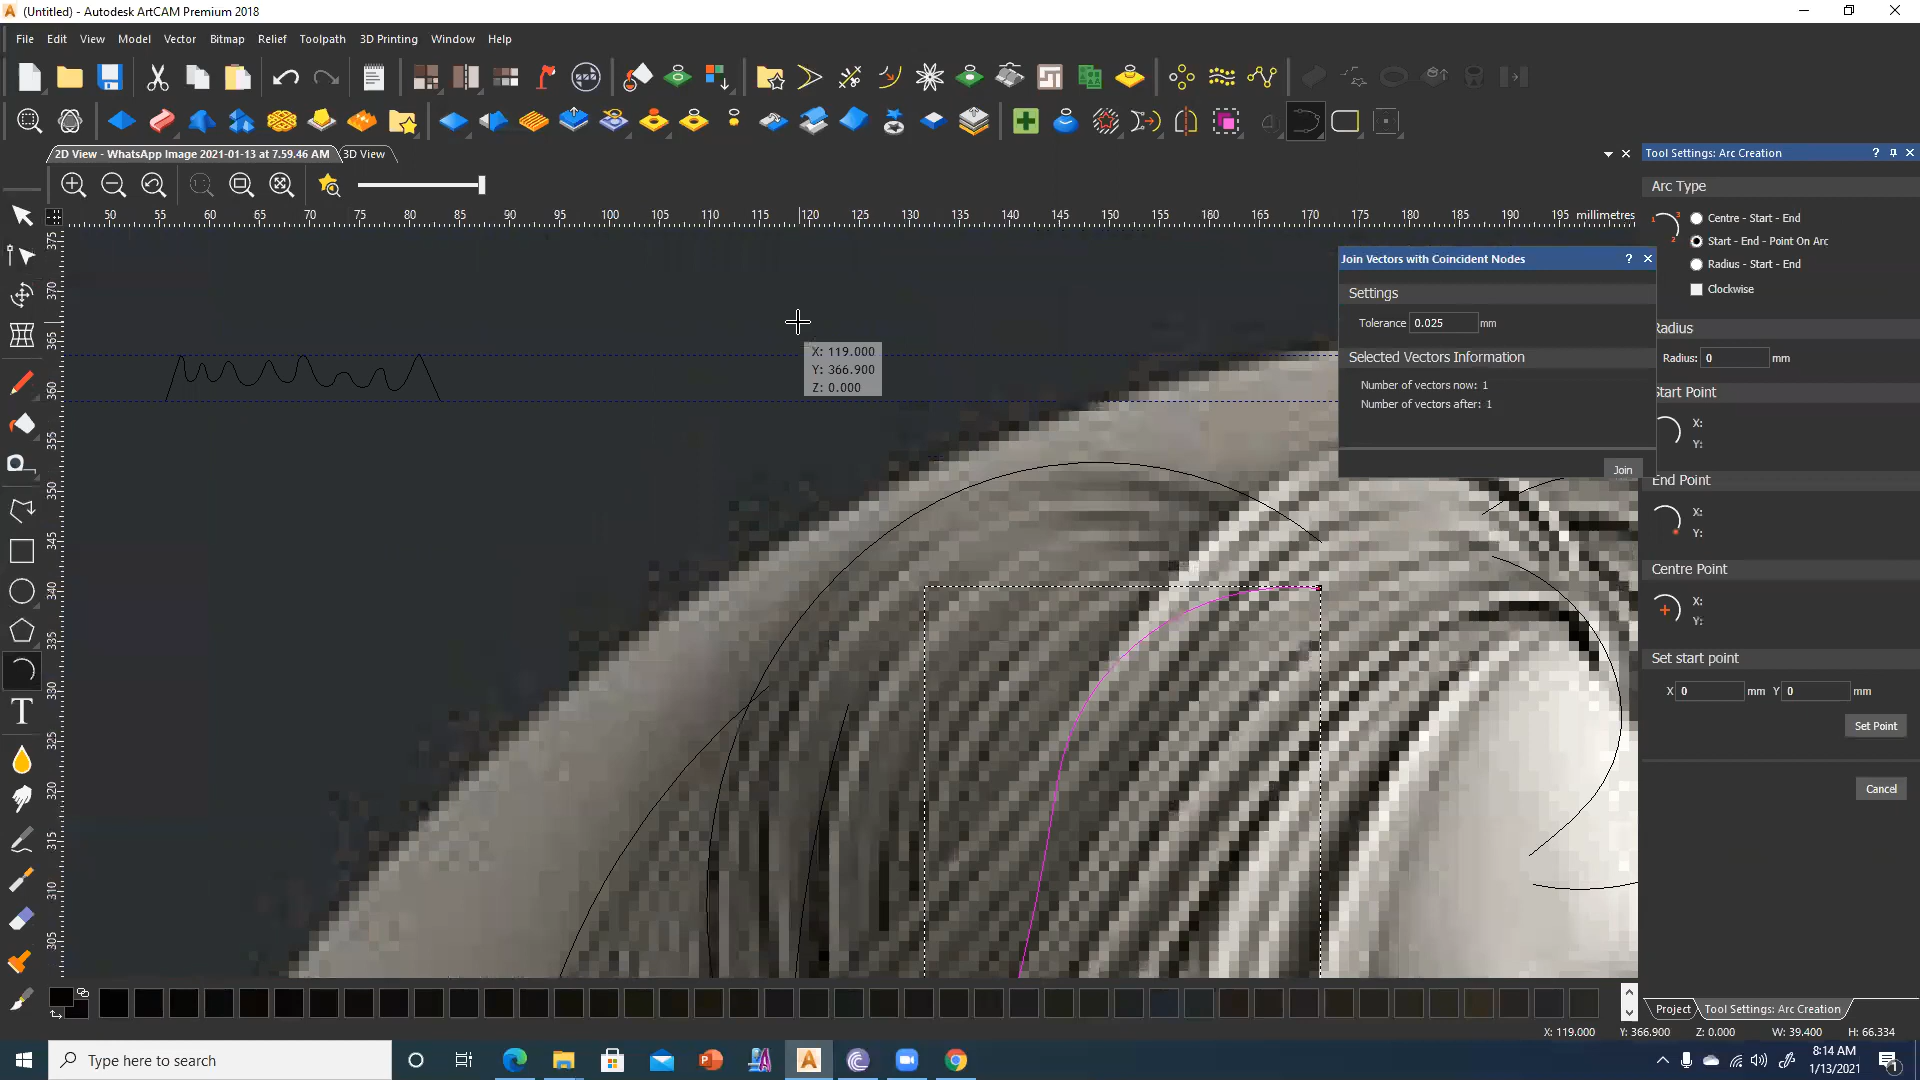 (Untitled) - Autodesk ArtCAM Premium 2018
File Edit View Model Vector Bitmap Relief Toolpath 3D Printing Window Help
2D View - WhatsApp Image 2021-01-13 at 7.59.46 AM 3D View
Tool Settings: Arc Creation
50 55 60 65 70 75 80 85 90 95 100 105 110 115 120 125 130 135 140 145 150 155 160 165 170 175 180 185 190 195 millimetres
375
370
365
360
355
350
345
340
335
330
325
320
315
310
305
X: 119.000
Y: 366.900
Z: 0.000
Join Vectors with Coincident Nodes
Settings
Tolerance 0.025 mm
Selected Vectors Information
Number of vectors now: 1
Number of vectors after: 1
Join
Arc Type
Centre - Start - End
Start - End - Point On Arc
Radius - Start - End
Clockwise
Radius
Radius: 0 mm
Start Point
X:
Y:
End Point
X:
Y:
Centre Point
X:
Y:
Set start point
X 0 mm Y 0 mm
Set Point
Cancel
Project Tool Settings: Arc Creation
X: 119.000 Y: 366.900 Z: 0.000 W: 39.400 H: 66.334
Type here to search
8:14 AM
1/13/2021